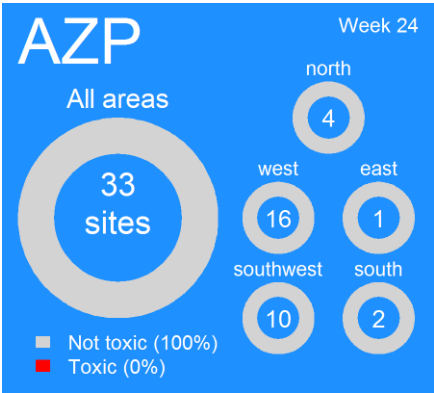 AZP
Week 24
All areas
33
sites
north
4
west
16
east
1
southwest
10
south
2
Not toxic (100%)
Toxic (0%)